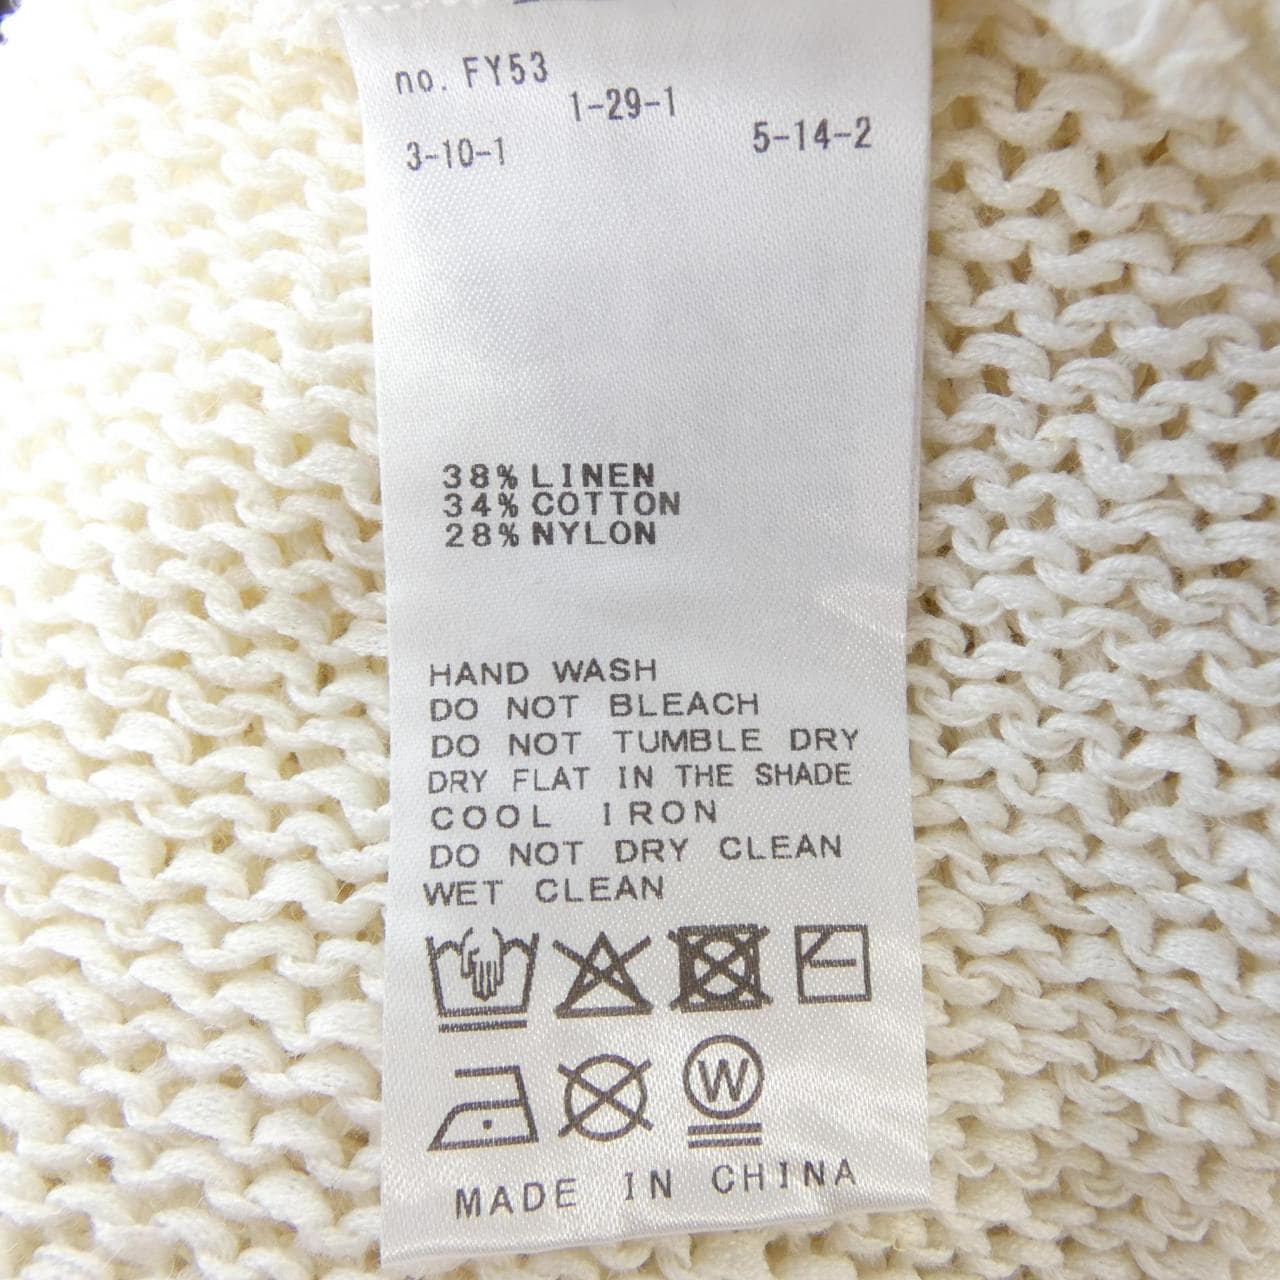 no. FY53
1-29-1
3-10-1
5-14-2
38% LINEN
34% COTTON
28% NYLON
HAND WASH
DO NOT BLEACH
DO NOT TUMBLE DRY
DRY FLAT IN THE SHADE
COOL IRON
DO NOT DRY CLEAN
WET CLEAN
W
MADE IN CHINA